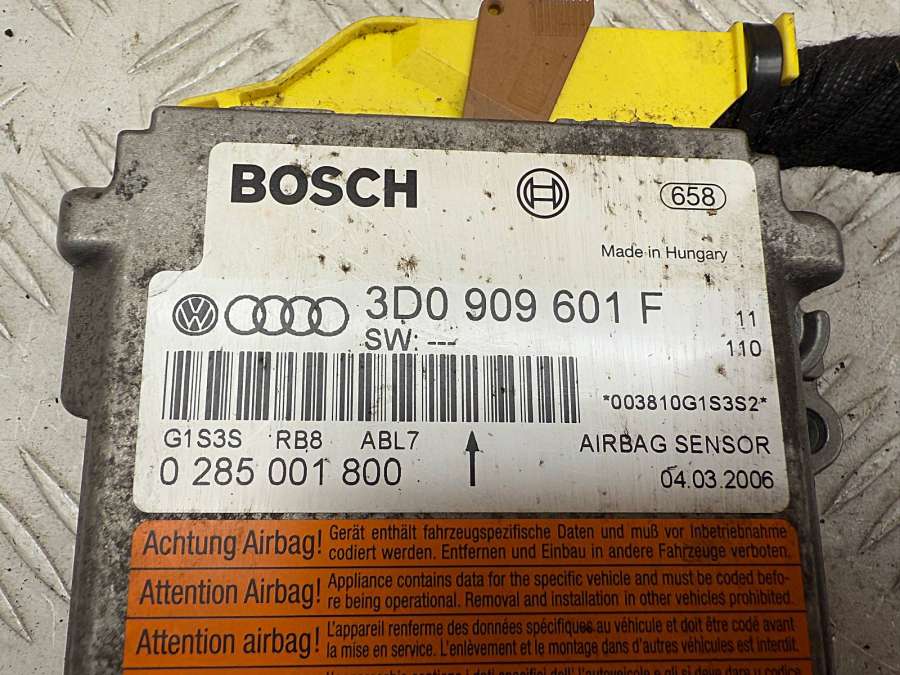 BOSCH
658
Made in Hungary
3D0 909 601 F
11
SW: ---
110
*003810G1S3S2*
G1S3S RB8 ABL7
AIRBAG SENSOR
0 285 001 800
04.03.2006
Achtung Airbag!
Gerät enthält fahrzeugspezifische Daten und muß vor Inbetriebnahme
codiert werden. Entfernen und Einbau in andere Fahrzeuge verboten.
Attention Airbag!
Appliance contains data for the specific vehicle and must be coded befo-
re being operational. Removal and installation in other vehicles prohibited.
Attention airbag!
L'appareil renferme des données spécifiques au véhicule et doit être codé avant
la mise en service. L'enlèvement et le montage dans d'autres véhicules est interdit.